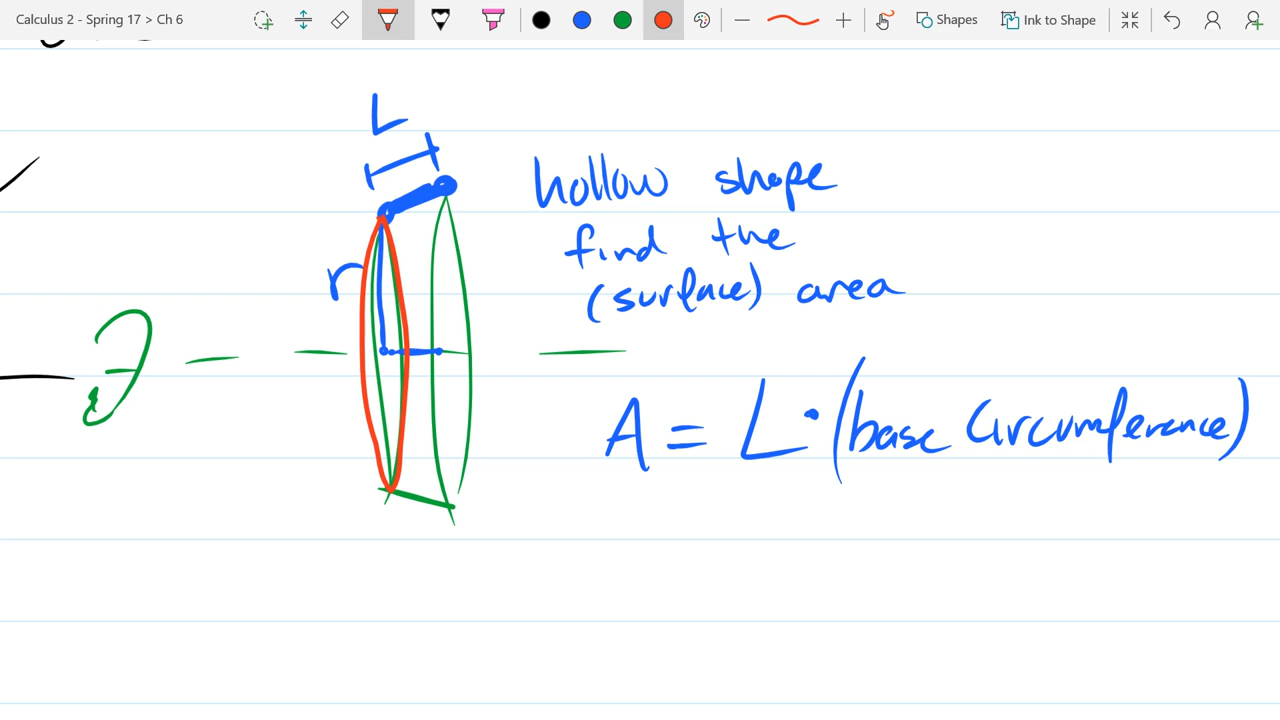 Calculus 2 - Spring 17 > Ch 6
Shapes
Ink to Shape
L
hollow shape
find the
(surface) area
r
A = L · (base circumference)